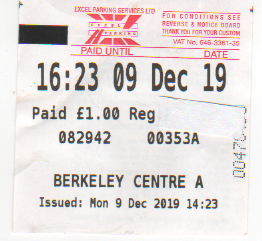 EXCEL PARKING SERVICES LTD
EXCEL
PARKING
FOR CONDITIONS SEE
REVERSE & NOTICE BOARD
THANK YOU FOR YOUR CUSTOM
VAT No. 648-3361-35
PAID UNTIL DATE
16:23 09 Dec 19
Paid £1.00 Reg
082942 00353A
BERKELEY CENTRE A
Issued: Mon 9 Dec 2019 14:23